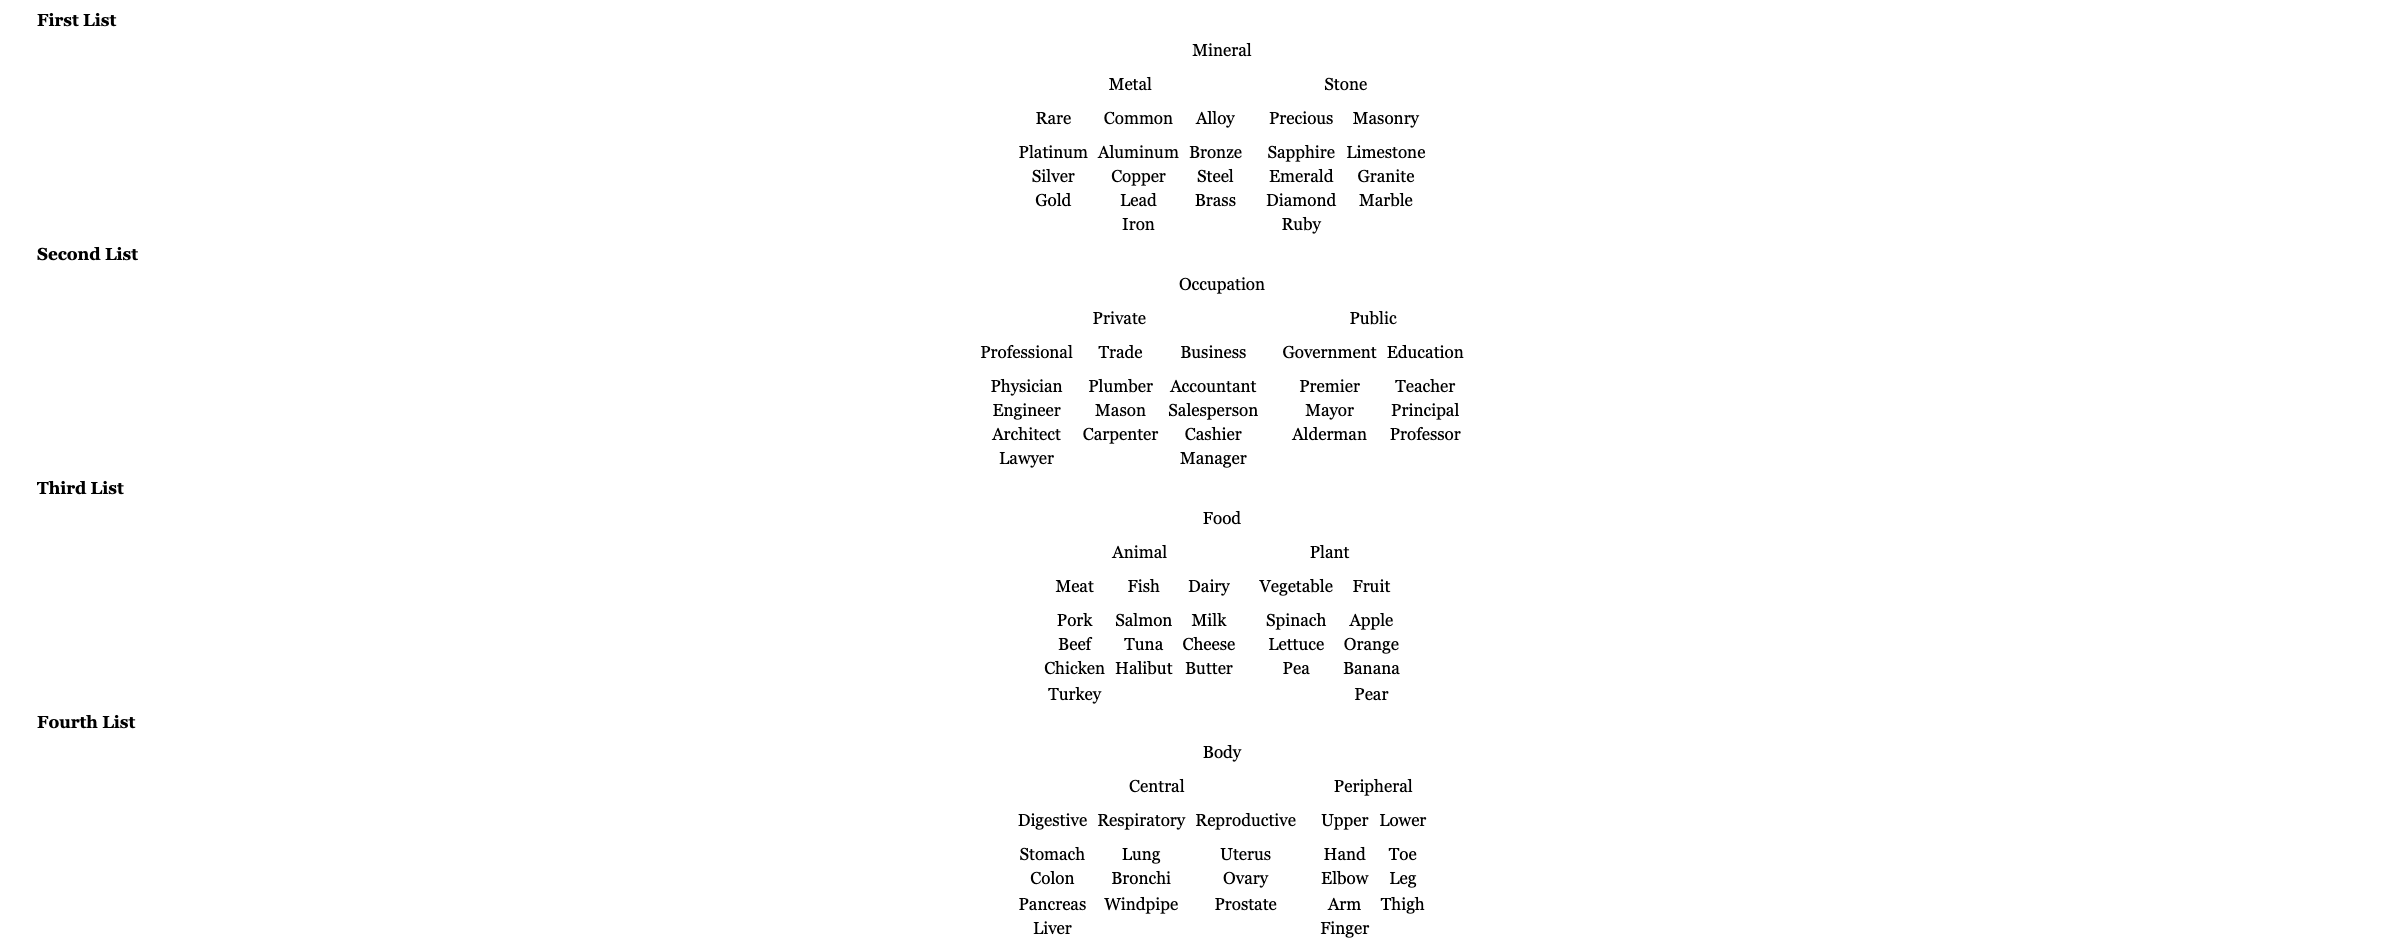 First List
Mineral
Metal Stone
Rare Common Alloy Precious Masonry
Platinum Aluminum Bronze Sapphire Limestone
Silver Copper Steel Emerald Granite
Gold Lead Brass Diamond Marble
Iron Ruby
Second List
Occupation
Private Public
Professional Trade Business Government Education
Physician Plumber Accountant Premier Teacher
Engineer Mason Salesperson Mayor Principal
Architect Carpenter Cashier Alderman Professor
Lawyer Manager
Third List
Food
Animal Plant
Meat Fish Dairy Vegetable Fruit
Pork Salmon Milk Spinach Apple
Beef Tuna Cheese Lettuce Orange
Chicken Halibut Butter Pea Banana
Turkey Pear
Fourth List
Body
Central Peripheral
Digestive Respiratory Reproductive Upper Lower
Stomach Lung Uterus Hand Toe
Colon Bronchi Ovary Elbow Leg
Pancreas Windpipe Prostate Arm Thigh
Liver Finger